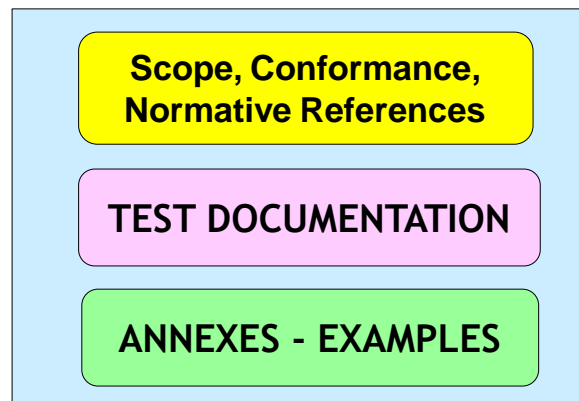 Scope, Conformance,
Normative References
TEST DOCUMENTATION
ANNEXES - EXAMPLES